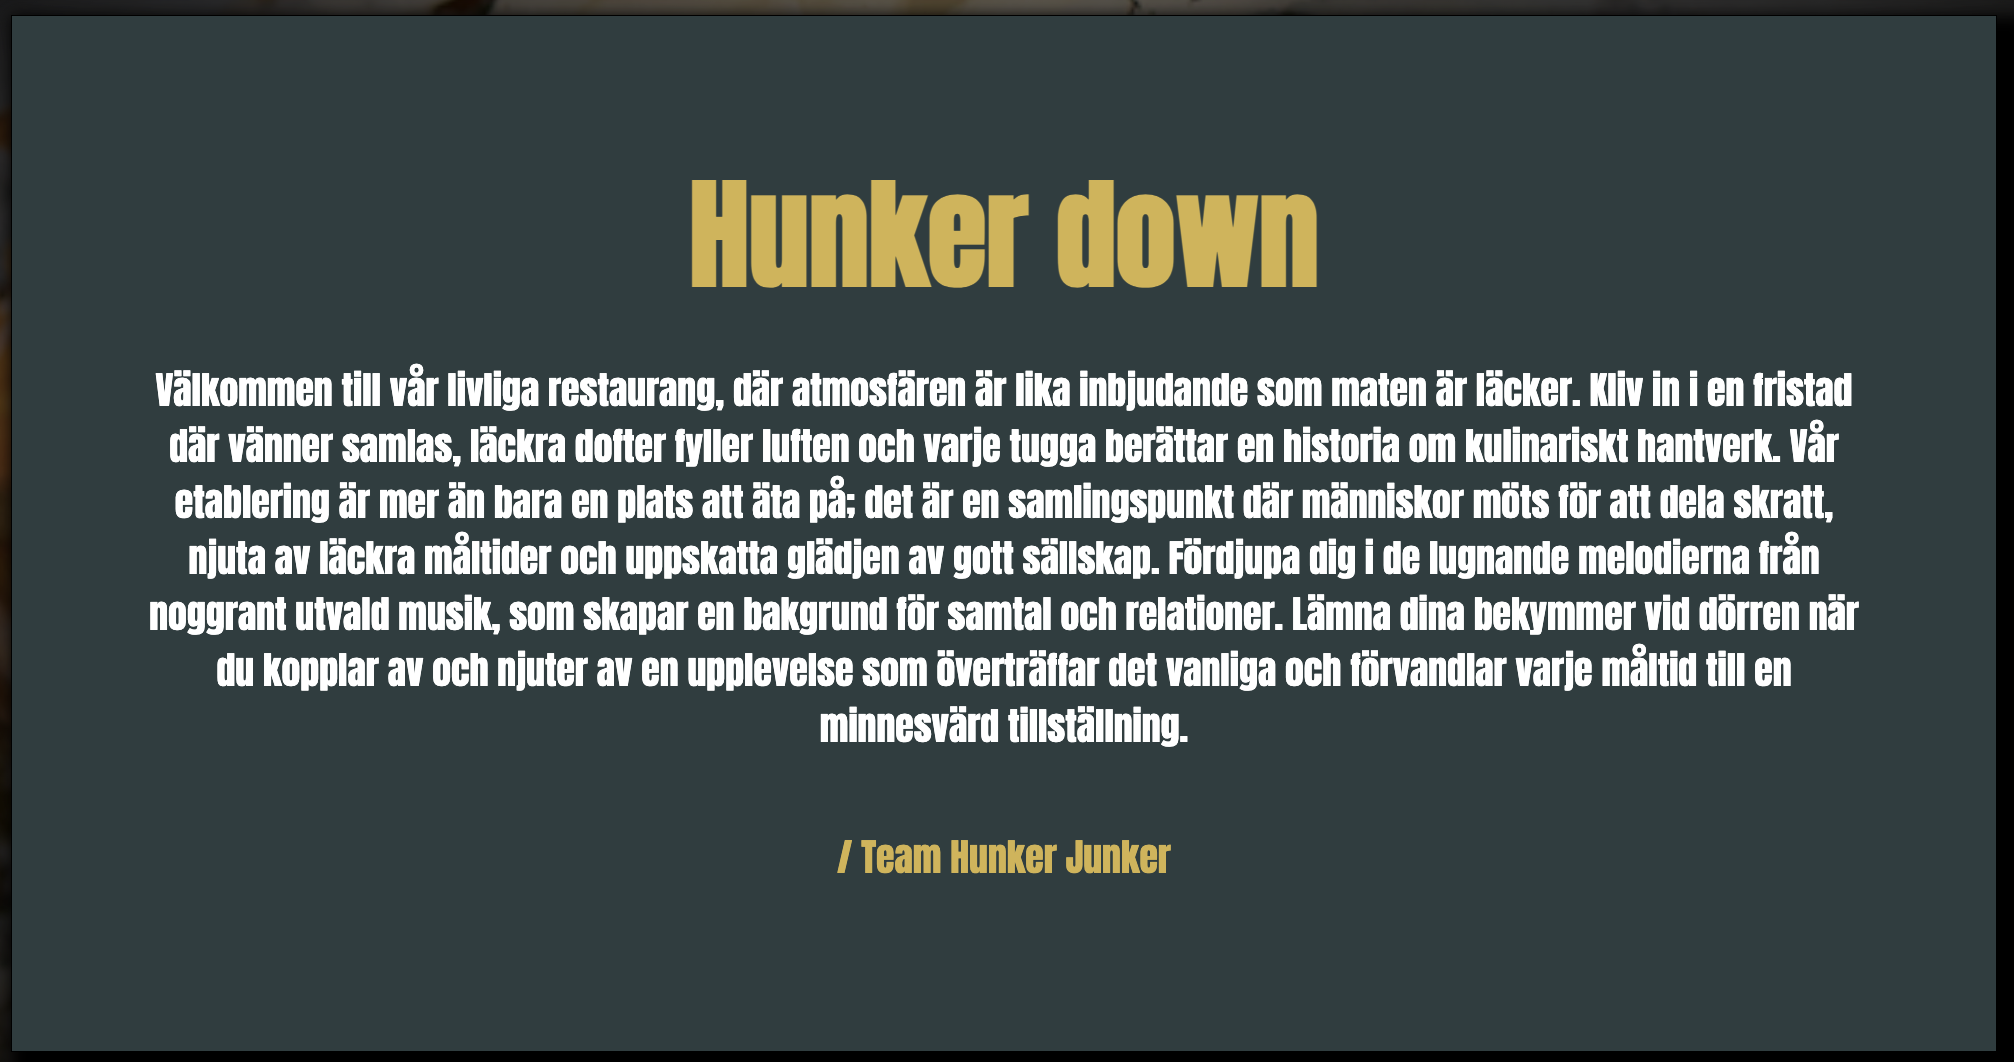 Hunker down
Välkommen till vår livliga restaurang, där atmosfären är lika inbjudande som maten är läcker. Kliv in i en fristad
där vänner samlas, läckra dofter fyller luften och varje tugga berättar en historia om kulinariskt hantverk. Vår
etablering är mer än bara en plats att äta på; det är en samlingspunkt där människor möts för att dela skratt,
njuta av läckra måltider och uppskatta glädjen av gott sällskap. Fördjupa dig i de lugnande melodierna från
noggrant utvald musik, som skapar en bakgrund för samtal och relationer. Lämna dina bekymmer vid dörren när
du kopplar av och njuter av en upplevelse som överträffar det vanliga och förvandlar varje måltid till en
minnesvärd tillställning.
/ Team Hunker Junker